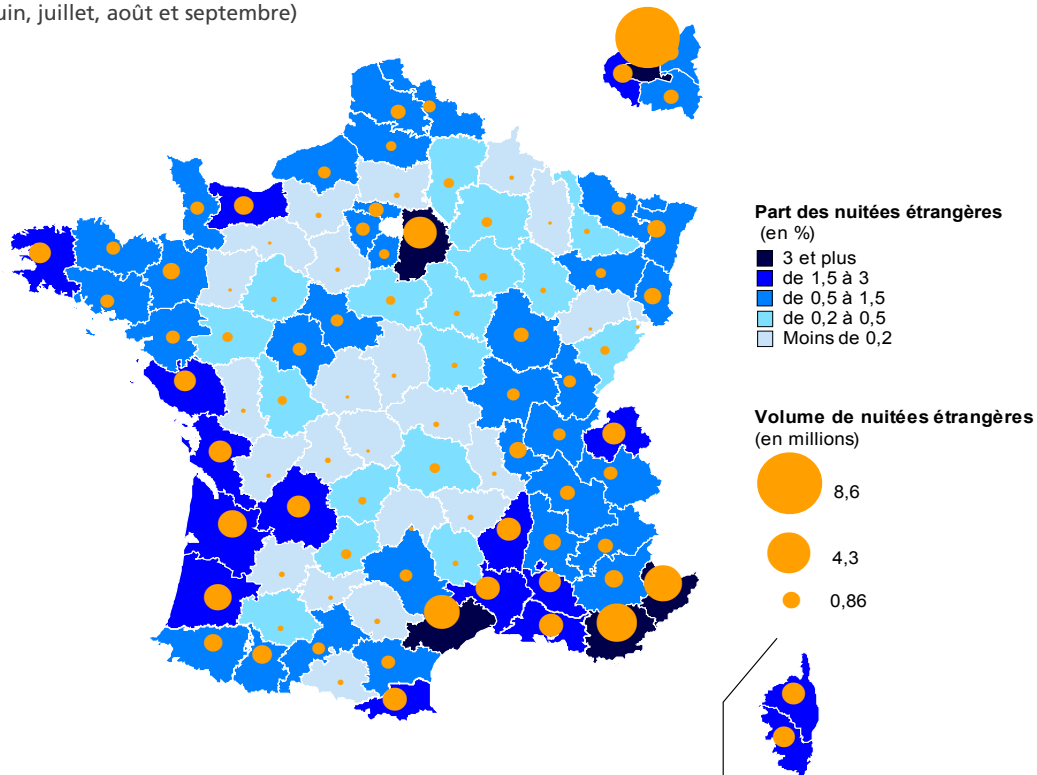 juillet, août et septembre)
Part des nuitées étrangères
(en %)
3 et plus
de 1,5 à 3
de 0,5 à 1,5
de 0,2 à 0,5
Moins de 0,2
Volume de nuitées étrangères
(en millions)
8,6
4,3
0,86